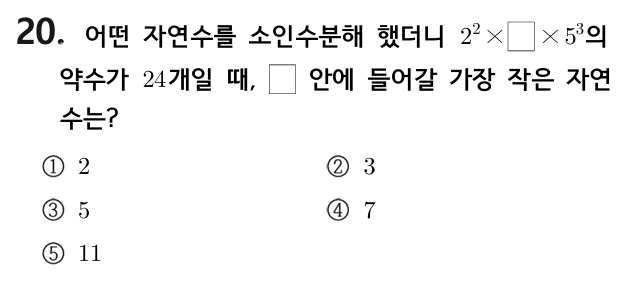 20. 어떤 자연수를 소인수분해 했더니 2² × □ × 5³의
약수가 24개일 때, □ 안에 들어갈 가장 작은 자연
수는?
① 2 ② 3
③ 5 ④ 7
⑤ 11